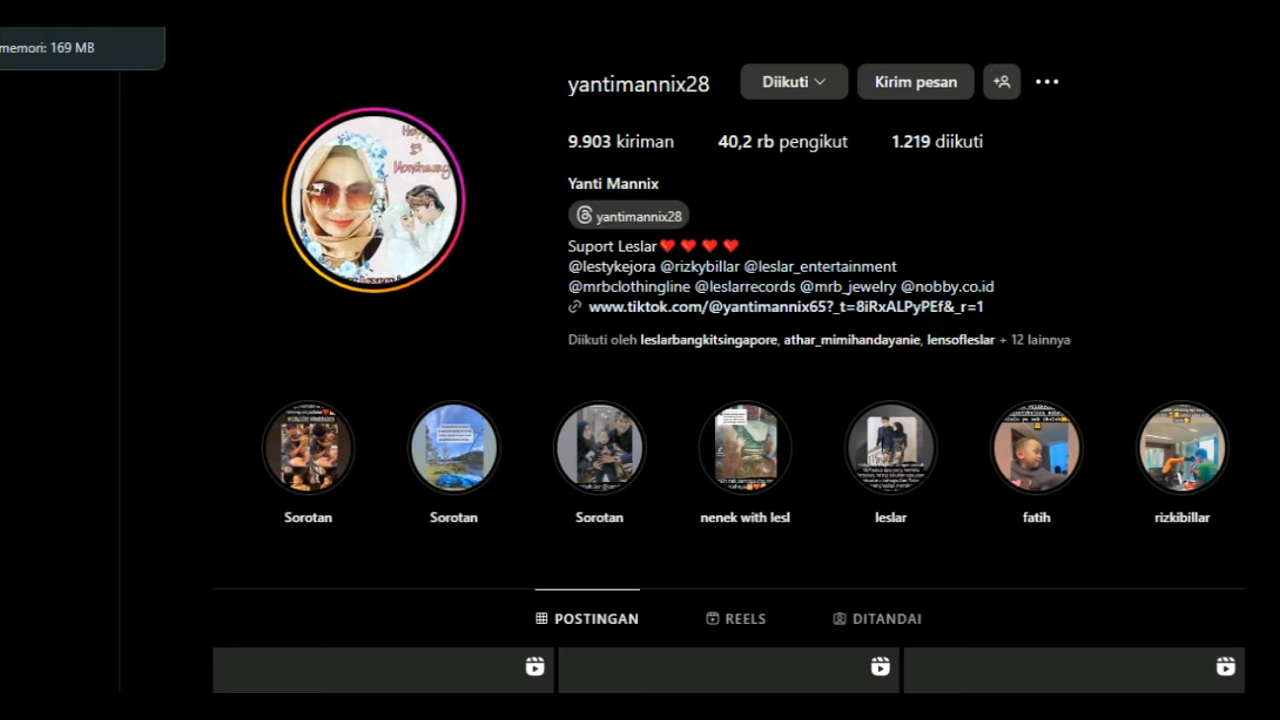 memori: 169 MB
yantimannix28 Diikuti Kirim pesan
9.903 kiriman 40,2 rb pengikut 1.219 diikuti
Yanti Mannix
yantimannix28
Suport Leslar❤️❤️❤️❤️
@lestykejora @rizkybillar @leslar_entertainment
@mrbclothingline @leslarrecords @mrb_jewelry @nobby.co.id
www.tiktok.com/@yantimannix65?_t=8iRxALPyPEf&_r=1
Diikuti oleh leslarbangkitsingapore, athar_mimihandayanie, lensofleslar + 12 lainnya
Sorotan Sorotan Sorotan nenek with lesl leslar fatih rizkibillar
POSTINGAN REELS DITANDAI